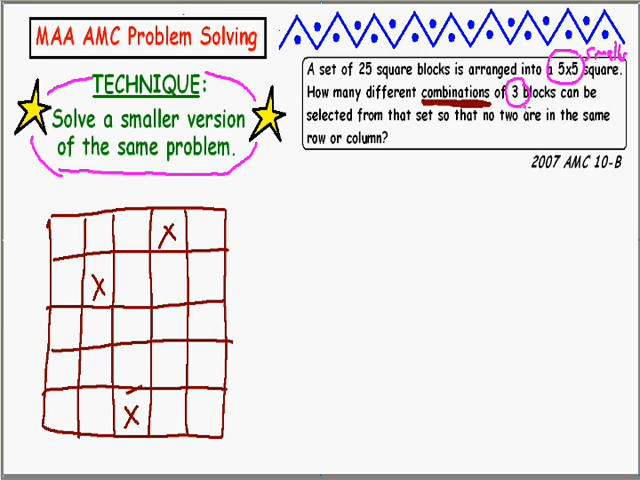 MAA AMC Problem Solving
TECHNIQUE:
Solve a smaller version
of the same problem.
smaller
A set of 25 square blocks is arranged into a 5x5 square.
How many different combinations of 3 blocks can be
selected from that set so that no two are in the same
row or column?
2007 AMC 10-B
X
X
X